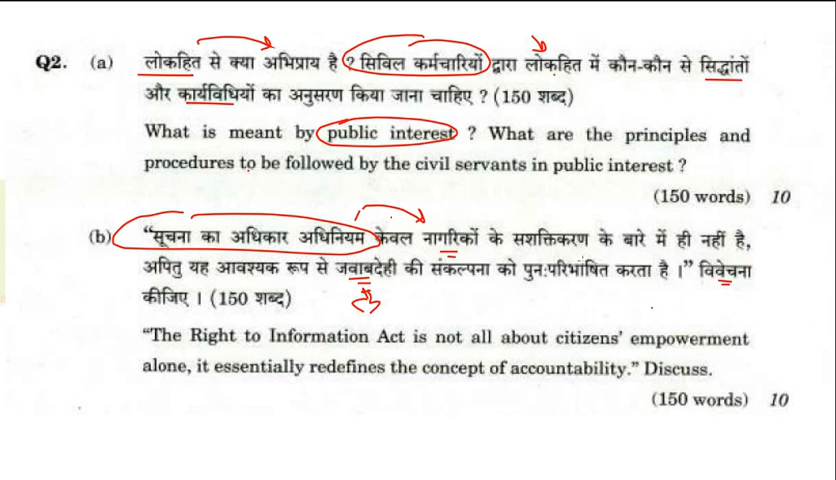 Q2. (a) लोकहित से क्या अभिप्राय है ? सिविल कर्मचारियों द्वारा लोकहित में कौन-कौन से सिद्धांतों
और कार्यविधियों का अनुसरण किया जाना चाहिए ? (150 शब्द)
What is meant by public interest ? What are the principles and
procedures to be followed by the civil servants in public interest ?
(150 words) 10
(b) “सूचना का अधिकार अधिनियम केवल नागरिकों के सशक्तिकरण के बारे में ही नहीं है,
अपितु यह आवश्यक रूप से जवाबदेही की संकल्पना को पुन:परिभाषित करता है ।” विवेचना
कीजिए । (150 शब्द)
“The Right to Information Act is not all about citizens’ empowerment
alone, it essentially redefines the concept of accountability.” Discuss.
(150 words) 10